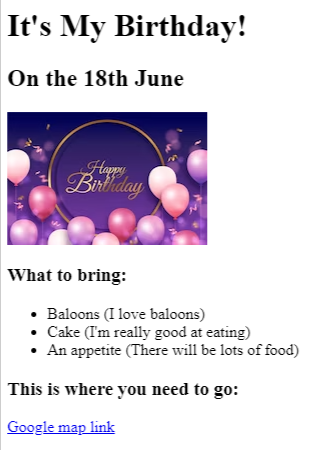 It's My Birthday!
On the 18th June
Happy
Birthday
What to bring:
Baloons (I love baloons)
Cake (I'm really good at eating)
An appetite (There will be lots of food)
This is where you need to go:
Google map link